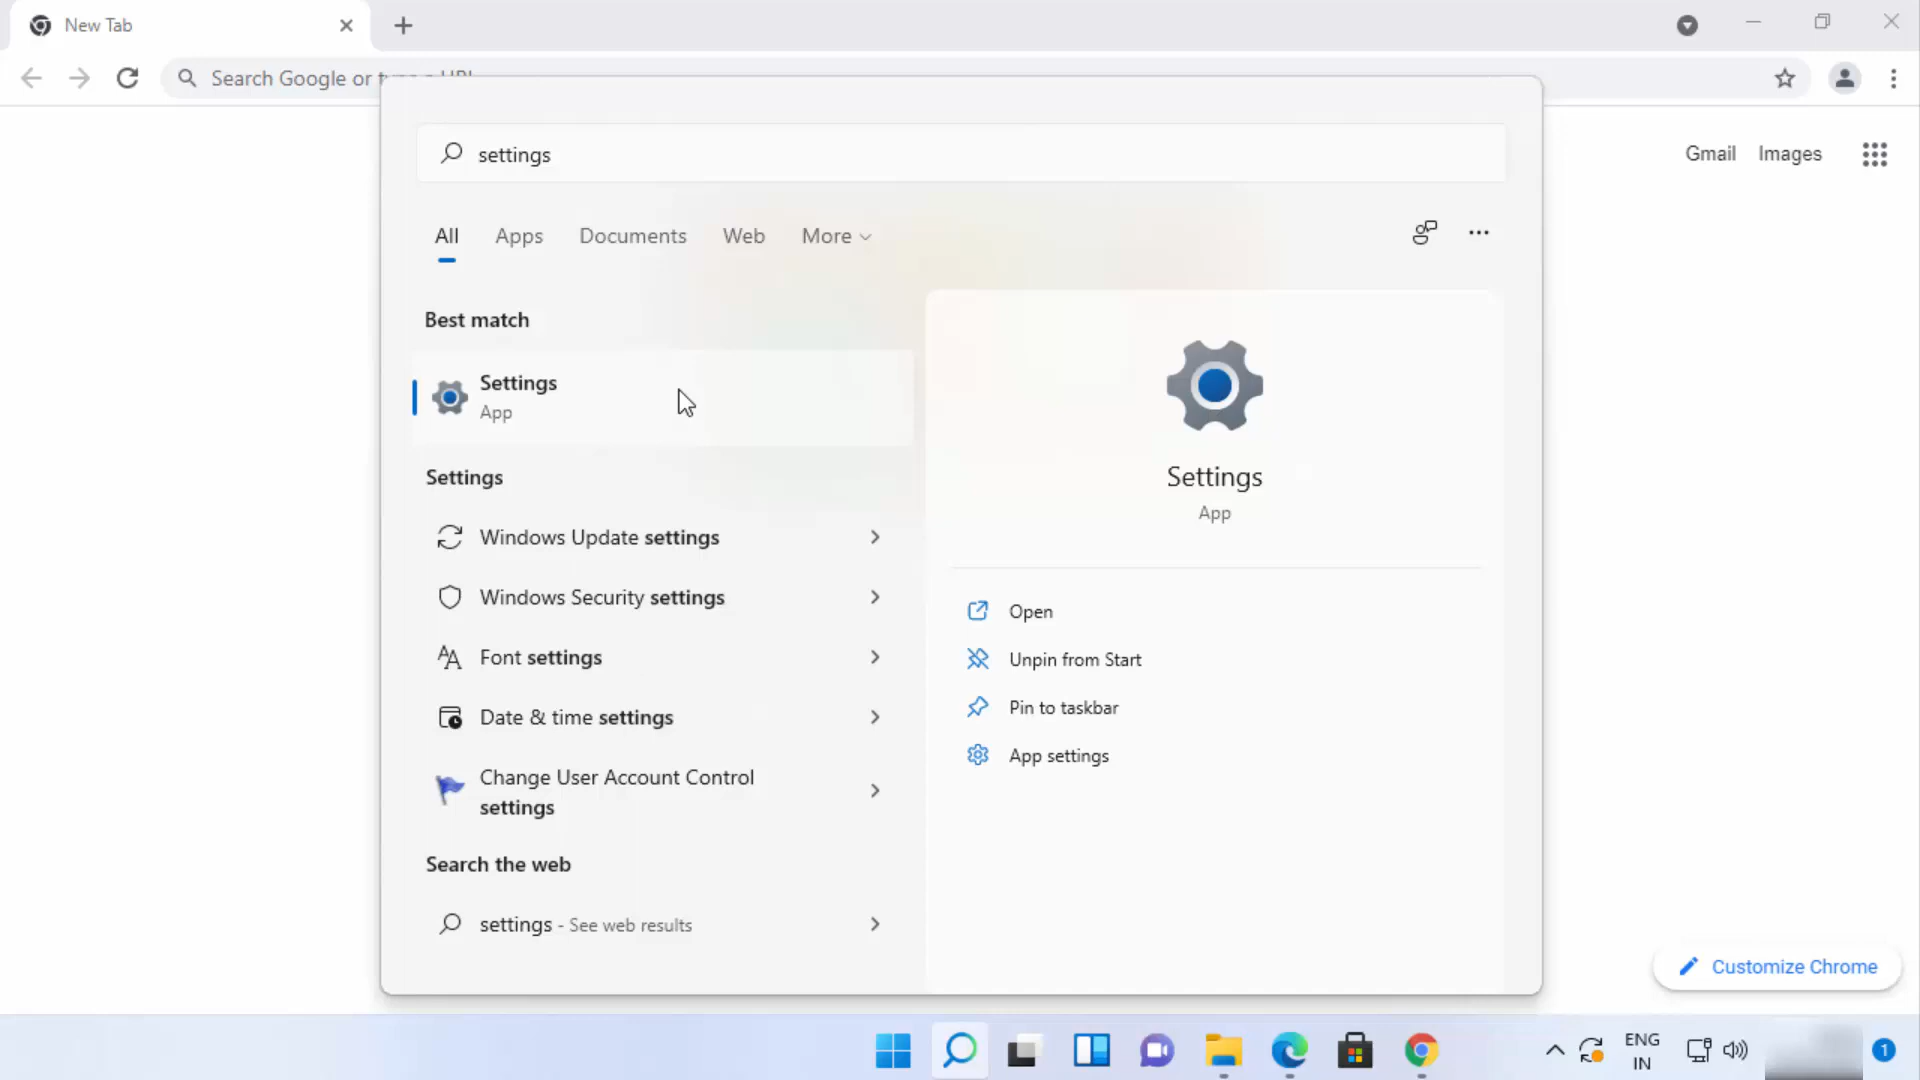 New Tab
Search Google or
Gmail Images
settings
All Apps Documents Web More
Best match
Settings
App
Settings
Windows Update settings
Windows Security settings
Font settings
Date & time settings
Change User Account Control
settings
Search the web
settings - See web results
Settings
App
Open
Unpin from Start
Pin to taskbar
App settings
Customize Chrome
ENG
IN
1